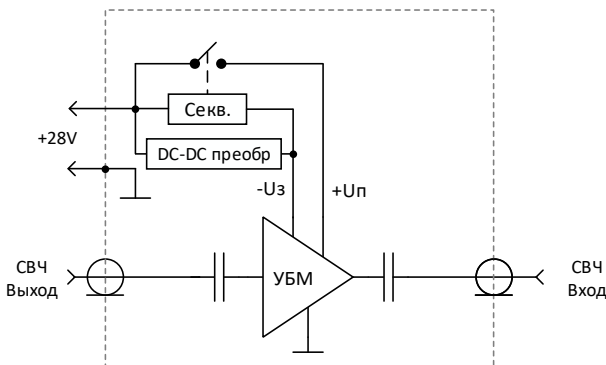 Секв.
+28V
DC-DC преобр
-Uз
+Uп
СВЧ
Выход
УБМ
СВЧ
Вход